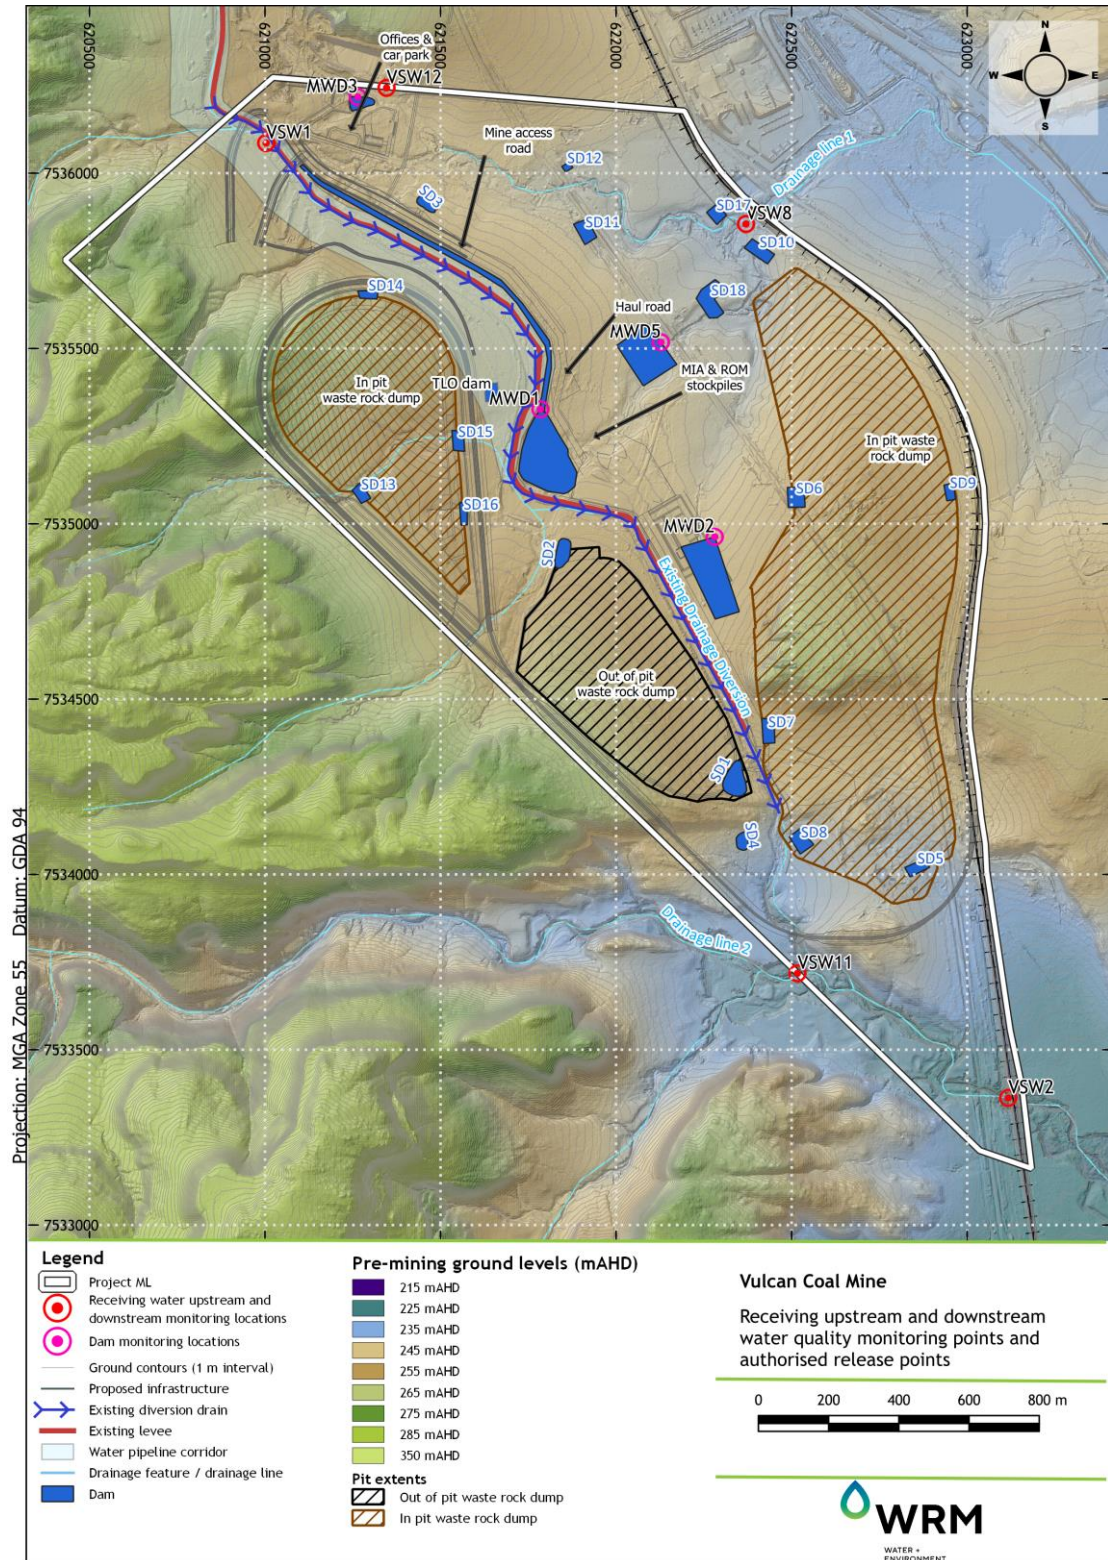 620500
621000
621500
622000
622500
623000
N
W
E
S
Offices &
car park
MWD3
VSW12
VSW1
Mine access
road
SD12
Drainage line 1
SD3
SD17
SD11
VSW8
SD10
7536000
SD14
SD18
Haul road
MWD5
7535500
MIA & ROM
stockpiles
In pit
waste rock dump
TLO dam
MWD1
In pit waste
rock dump
SD15
SD13
SD6
SD9
SD16
7535000
MWD2
SD2
Existing Drainage Diversion
Out of pit
waste rock dump
7534500
SD7
SD1
SD4
SD8
SD5
7534000
Drainage line 2
VSW11
7533500
VSW2
7533000
Projection: MGA Zone 55 Datum: GDA 94
Legend
Project ML
Receiving water upstream and
downstream monitoring locations
Dam monitoring locations
Ground contours (1 m interval)
Proposed infrastructure
Existing diversion drain
Existing levee
Water pipeline corridor
Drainage feature / drainage line
Dam
Pre-mining ground levels (mAHD)
215 mAHD
225 mAHD
235 mAHD
245 mAHD
255 mAHD
265 mAHD
275 mAHD
285 mAHD
350 mAHD
Pit extents
Out of pit waste rock dump
In pit waste rock dump
Vulcan Coal Mine
Receiving upstream and downstream
water quality monitoring points and
authorised release points
0 200 400 600 800 m
WRM
WATER +
ENVIRONMENT